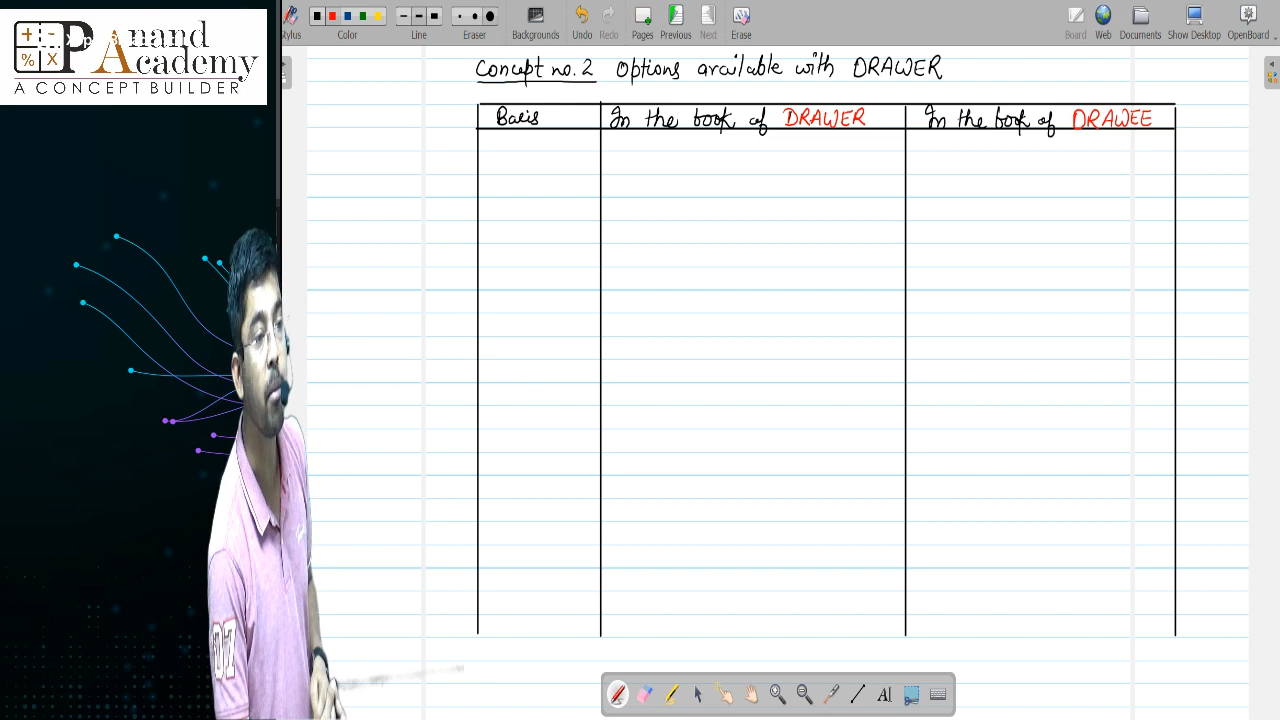 P Anand
Academy
A CONCEPT BUILDER
Stylus
Color
Line
Eraser
Backgrounds
Undo
Redo
Pages
Previous
Next
Board
Web
Documents
Show Desktop
OpenBoard
Concept no. 2 Options available with DRAWER
Basis
In the book of DRAWER
In the book of DRAWEE
07